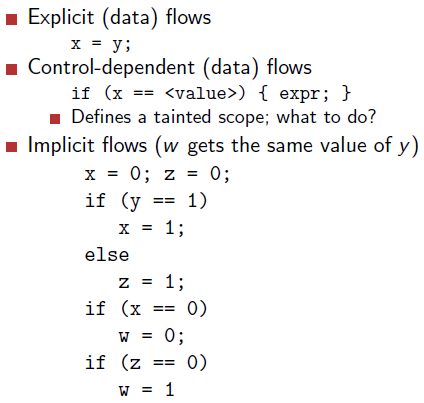 Explicit (data) flows
x = y;
Control-dependent (data) flows
if (x == <value>) { expr; }
Defines a tainted scope; what to do?
Implicit flows (w gets the same value of y)
x = 0; z = 0;
if (y == 1)
x = 1;
else
z = 1;
if (x == 0)
w = 0;
if (z == 0)
w = 1